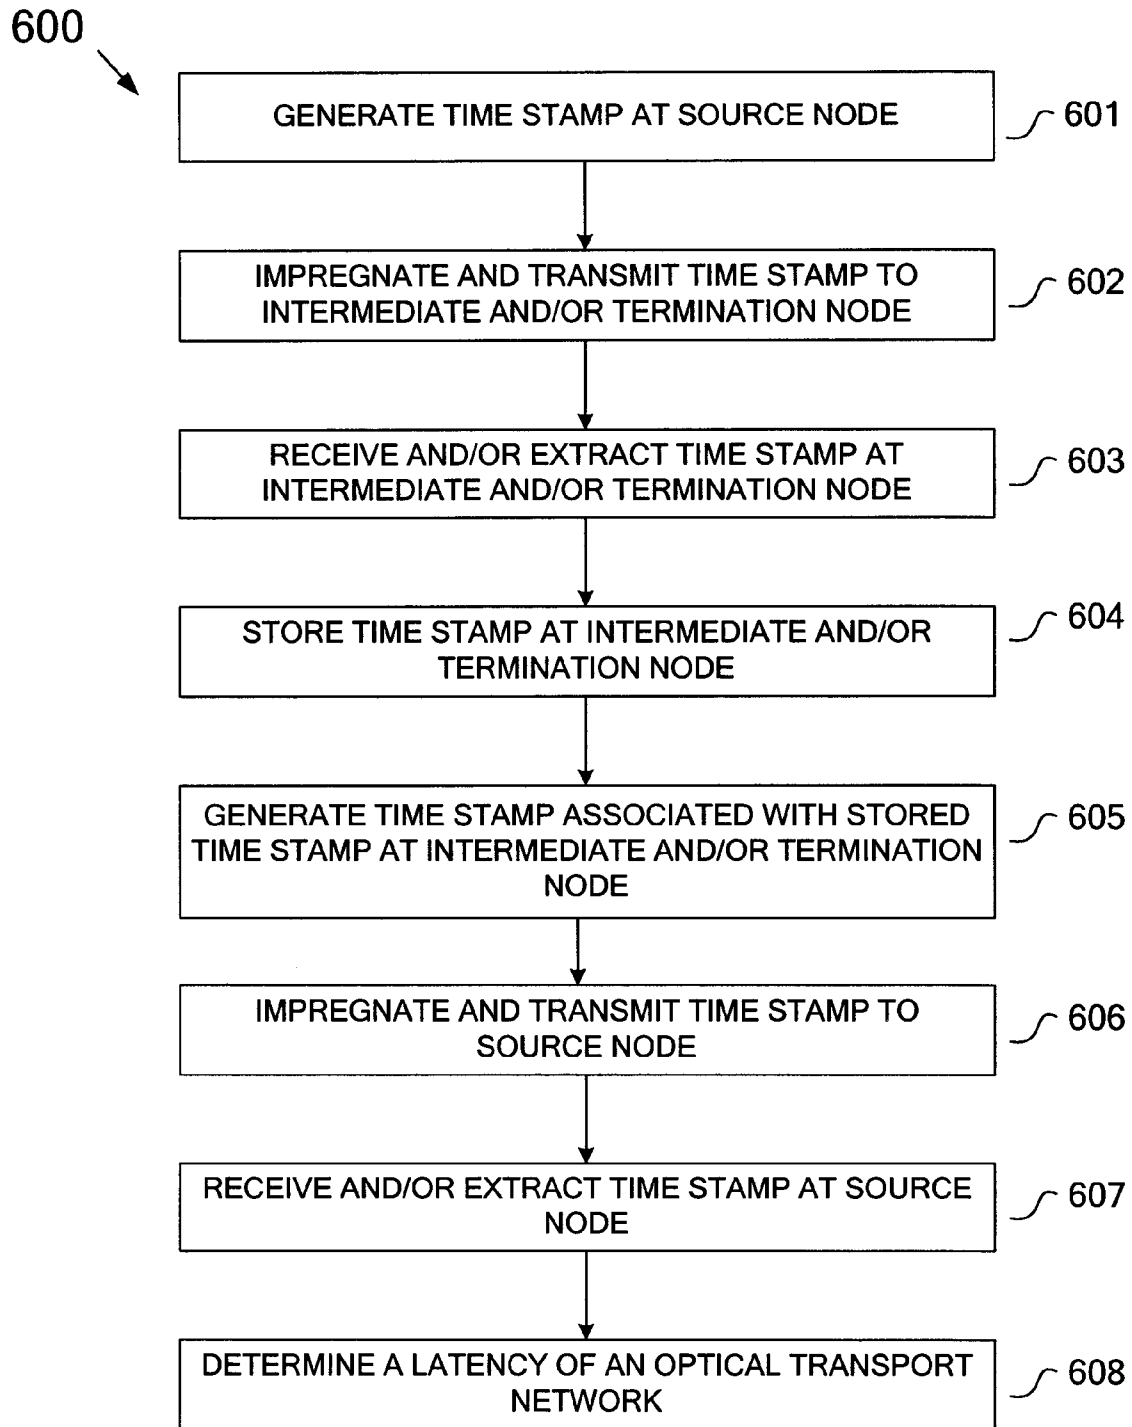 600
GENERATE TIME STAMP AT SOURCE NODE
601
IMPREGNATE AND TRANSMIT TIME STAMP TO
INTERMEDIATE AND/OR TERMINATION NODE
602
RECEIVE AND/OR EXTRACT TIME STAMP AT
INTERMEDIATE AND/OR TERMINATION NODE
603
STORE TIME STAMP AT INTERMEDIATE AND/OR
TERMINATION NODE
604
GENERATE TIME STAMP ASSOCIATED WITH STORED
TIME STAMP AT INTERMEDIATE AND/OR TERMINATION
NODE
605
IMPREGNATE AND TRANSMIT TIME STAMP TO
SOURCE NODE
606
RECEIVE AND/OR EXTRACT TIME STAMP AT SOURCE
NODE
607
DETERMINE A LATENCY OF AN OPTICAL TRANSPORT
NETWORK
608